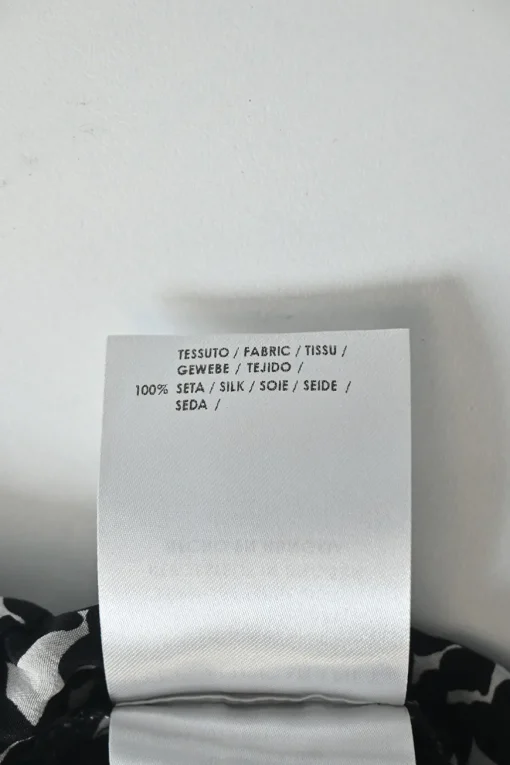 TESSUTO / FABRIC / TISSU /
GEWEBE / TEJIDO /
100% SETA / SILK / SOIE / SEIDE /
SEDA /